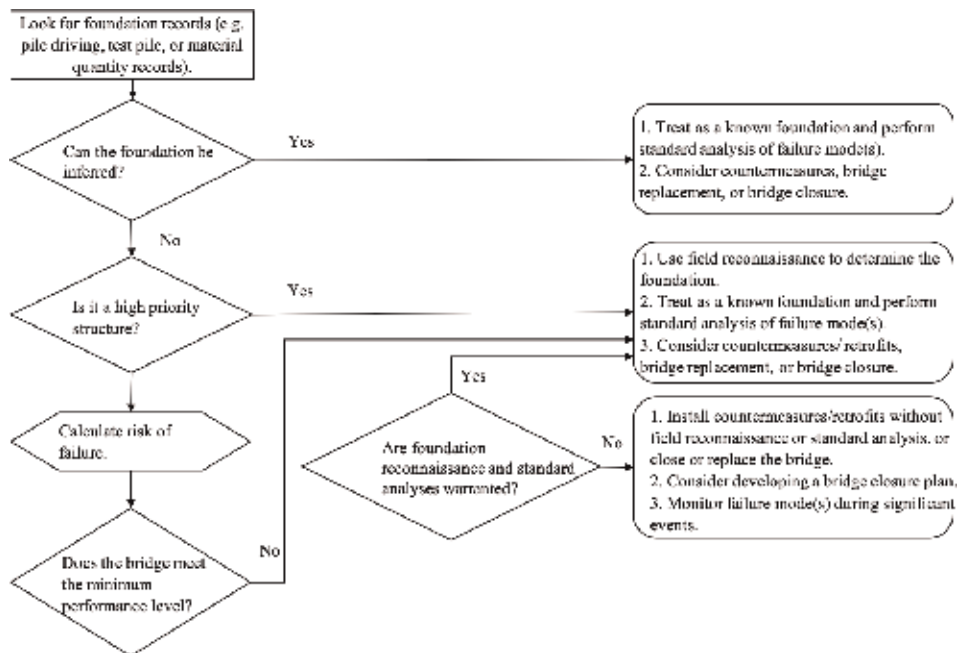 Look for foundation records (e g.
pile driving, test pile, or material
quantity records).
Yes
Can the foundation be
inferred?
1. Treat as a known foundation and perform
standard analysis of failure mode(s).
2. Consider countermeasures, bridge
replacement, or bridge closure.
No
Yes
Is it a high priority
structure?
1. Use field reconnaissance to determine the
foundation.
2. Treat as a known foundation and perform
standard analysis of failure mode(s).
3. Consider countermeasures/ retrofits,
bridge replacement, or bridge closure.
Yes
Calculate risk of
failure.
Are foundation
reconnaissance and standard
analyses warranted?
No
1. Install countermeasures/retrofits without
field reconnaissance or standard analysis, or
close or replace the bridge.
2. Consider developing a bridge closure plan.
3. Monitor failure mode(s) during significant
events.
No
Does the bridge meet
the minimum
performance level?